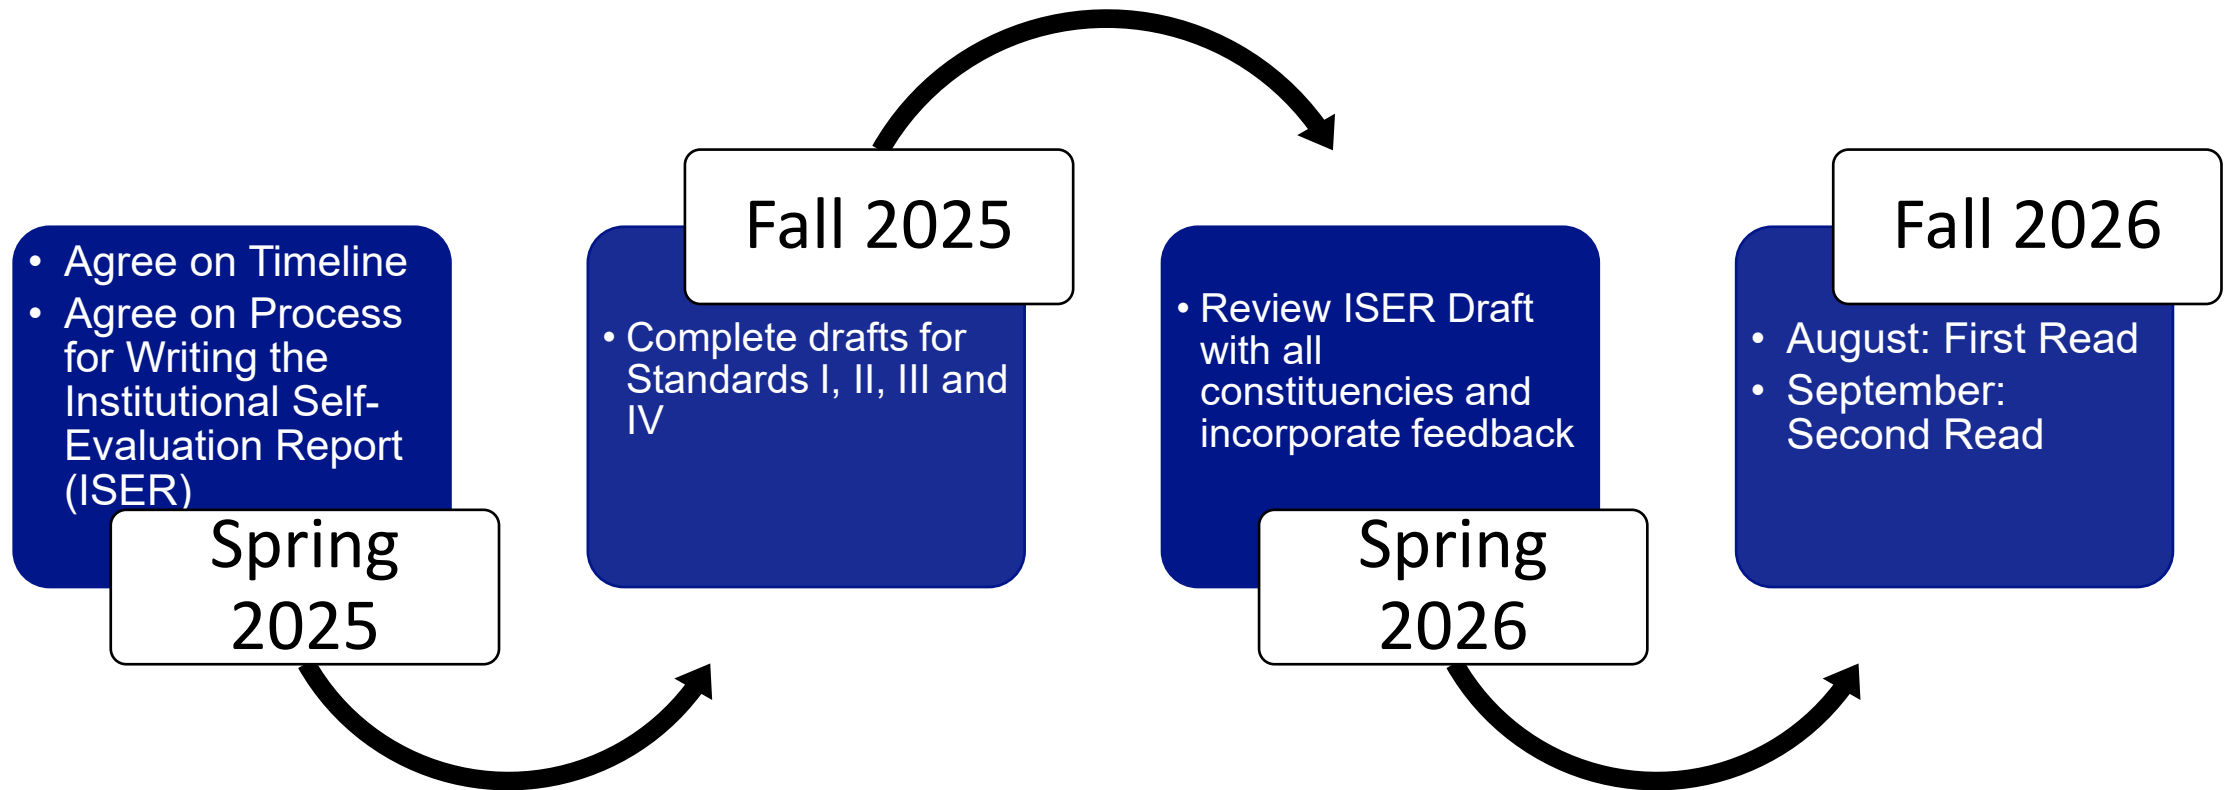 • Agree on Timeline
• Agree on Process
for Writing the
Institutional Self-
Evaluation Report
(ISER)
Spring
2025
Fall 2025
• Complete drafts for
Standards I, II, III and
IV
• Review ISER Draft
with all
constituencies and
incorporate feedback
Spring
2026
Fall 2026
• August: First Read
• September:
Second Read